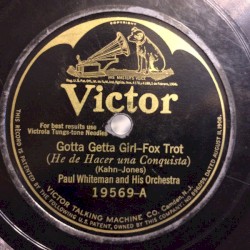 HIS MASTER'S VOICE
Victor
For best results use
Victrola Tungs-tone Needles
Gotta Getta Girl-Fox Trot
(He de Hacer una Conquista)
(Kahn-Jones)
Paul Whiteman and His Orchestra
19569-A
VICTOR TALKING MACHINE CO. Camden, N.J.